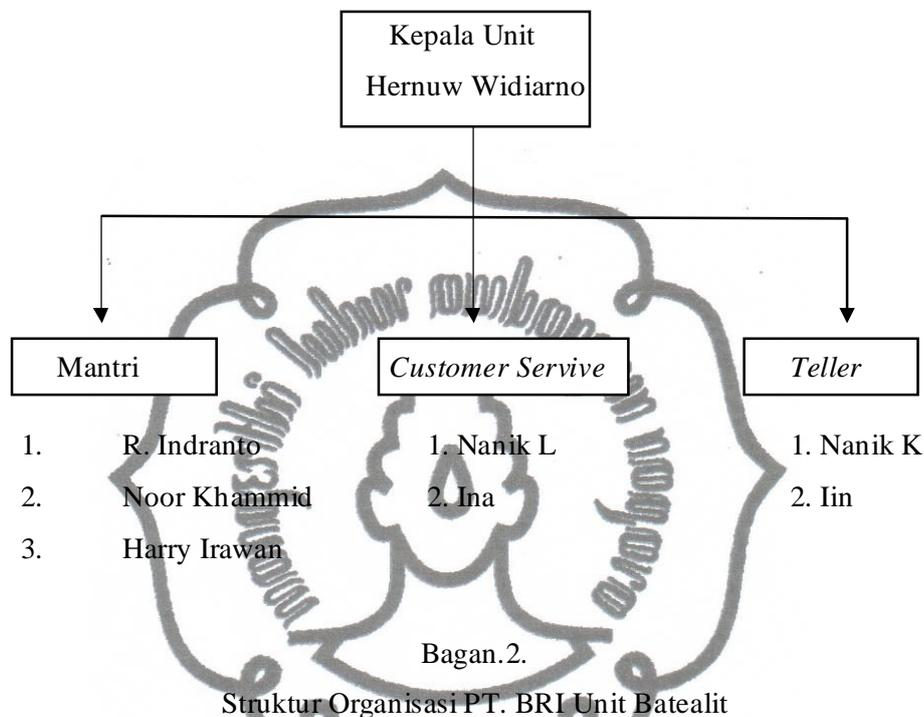 Kepala Unit
Hernuw Widiarno
Mantri
Customer Servive
Teller
1. R. Indranto
2. Noor Khammid
3. Harry Irawan
1. Nanik L
2. Ina
1. Nanik K
2. Iin
Bagan.2.
Struktur Organisasi PT. BRI Unit Batealit